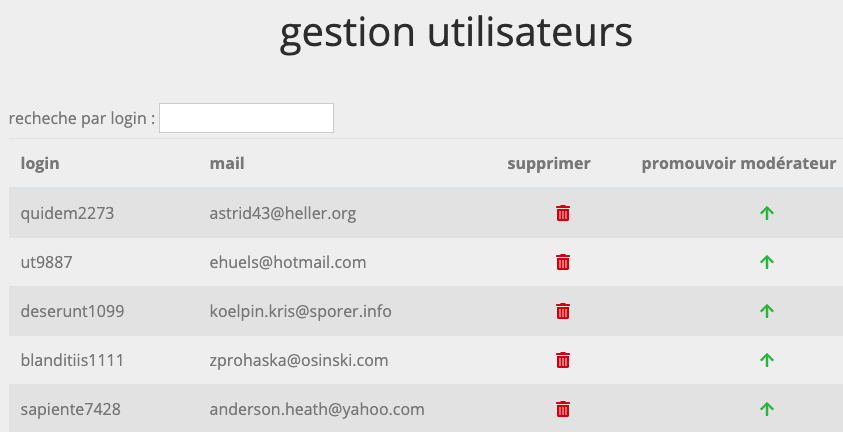 gestion utilisateurs
recheche par login :
login mail supprimer promouvoir modérateur
quidem2273 astrid43@heller.org
ut9887 ehuels@hotmail.com
deserunt1099 koelpin.kris@sporer.info
blanditiis1111 zprohaska@osinski.com
sapiente7428 anderson.heath@yahoo.com